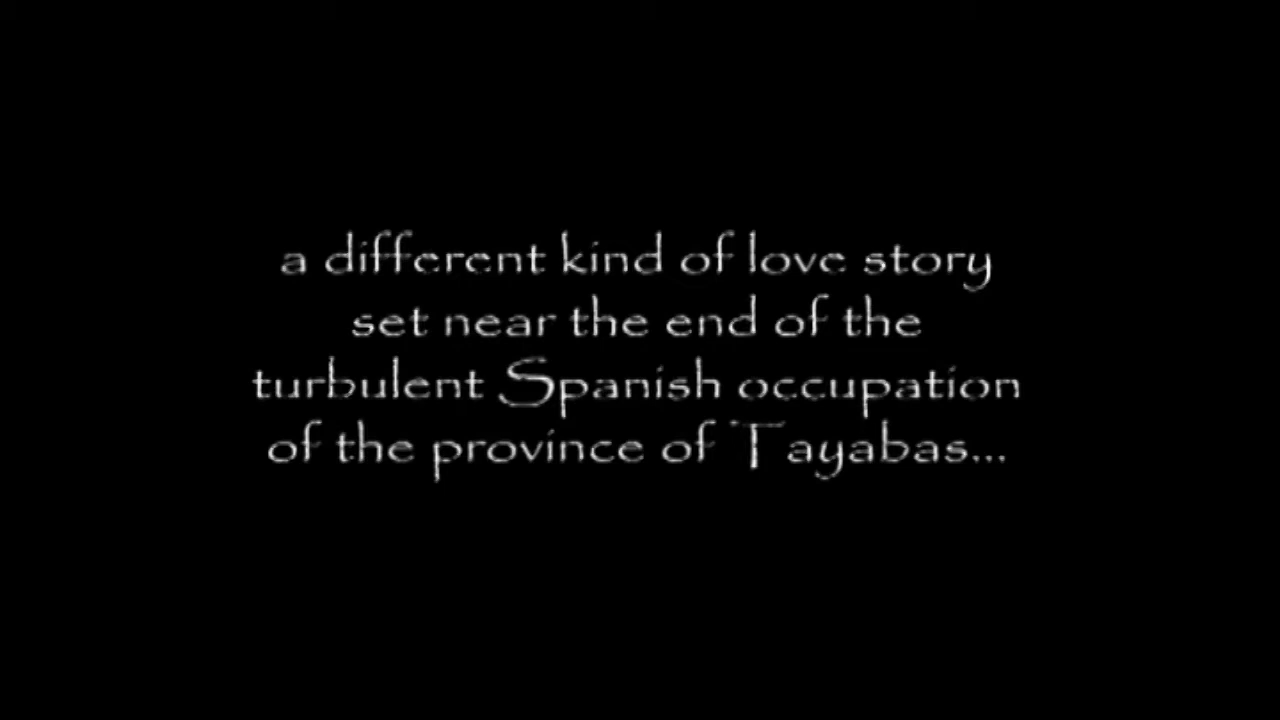 a different kind of love story
set near the end of the
turbulent Spanish occupation
of the province of Tayabas...